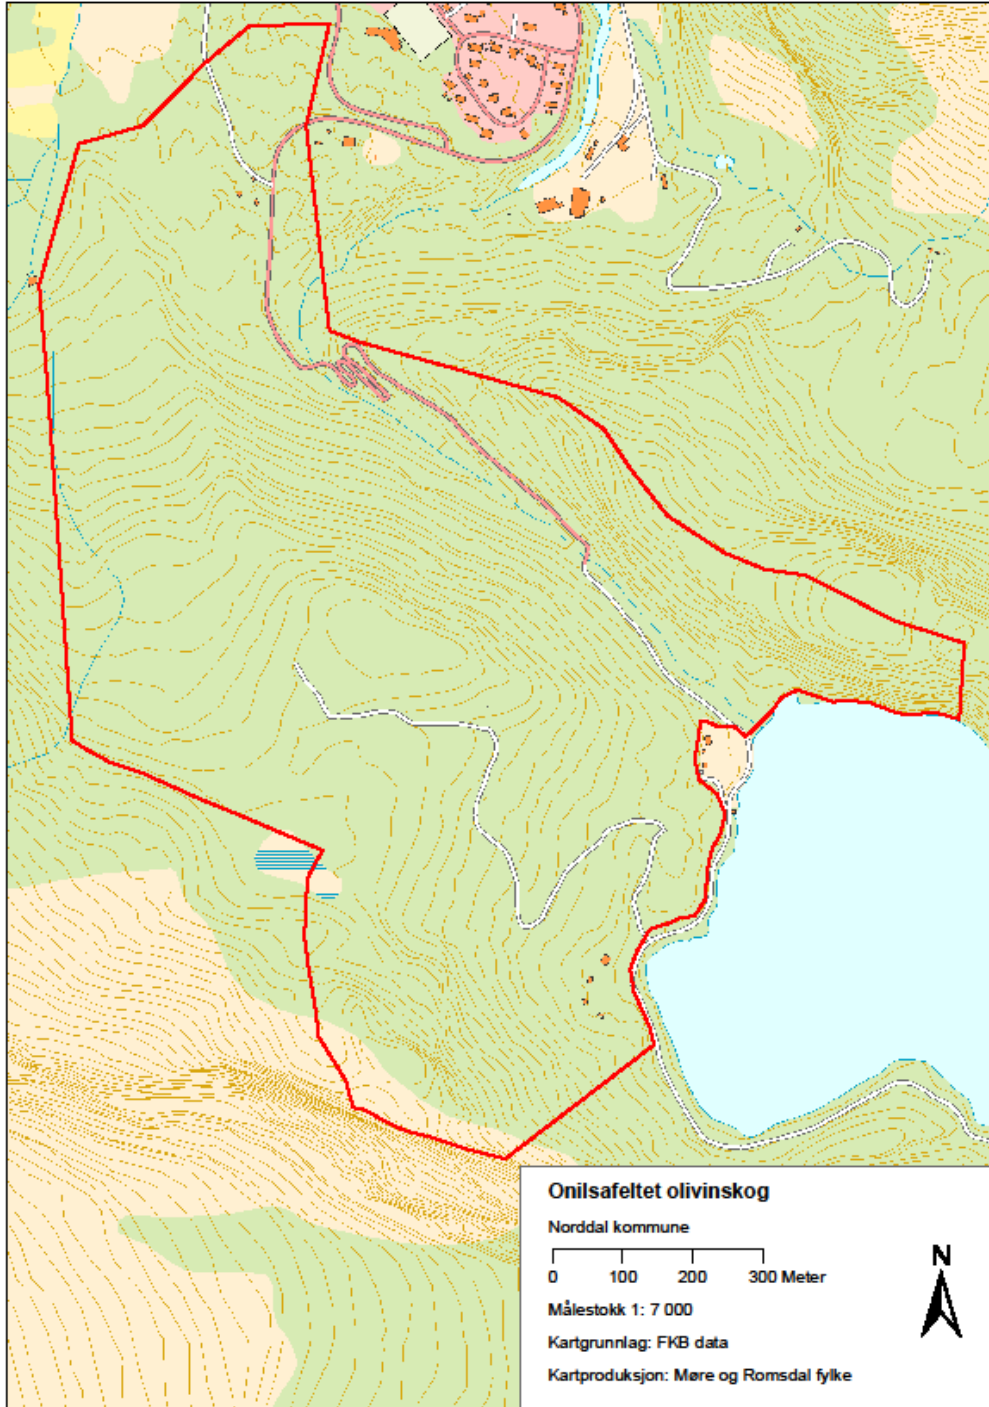 Onilsafeltet olivinskog
Norddal kommune
0 100 200 300 Meter
Målestokk 1: 7 000
Kartgrunnlag: FKB data
Kartproduksjon: Møre og Romsdal fylke
N